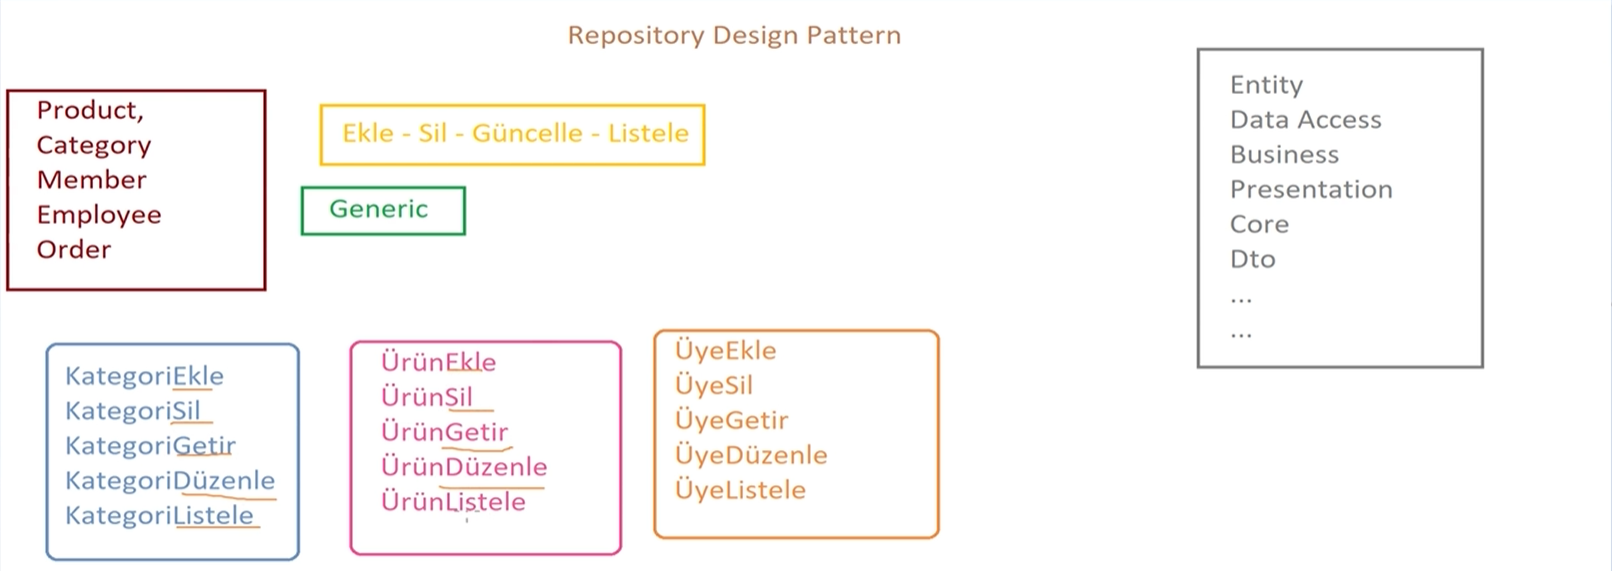 Repository Design Pattern
Product,
Category
Member
Employee
Order
Ekle - Sil - Güncelle - Listele
Generic
Entity
Data Access
Business
Presentation
Core
Dto
...
...
KategoriEkle
KategoriSil
KategoriGetir
KategoriDüzenle
KategoriListele
ÜrünEkle
ÜrünSil
ÜrünGetir
ÜrünDüzenle
ÜrünListele
ÜyeEkle
ÜyeSil
ÜyeGetir
ÜyeDüzenle
ÜyeListele